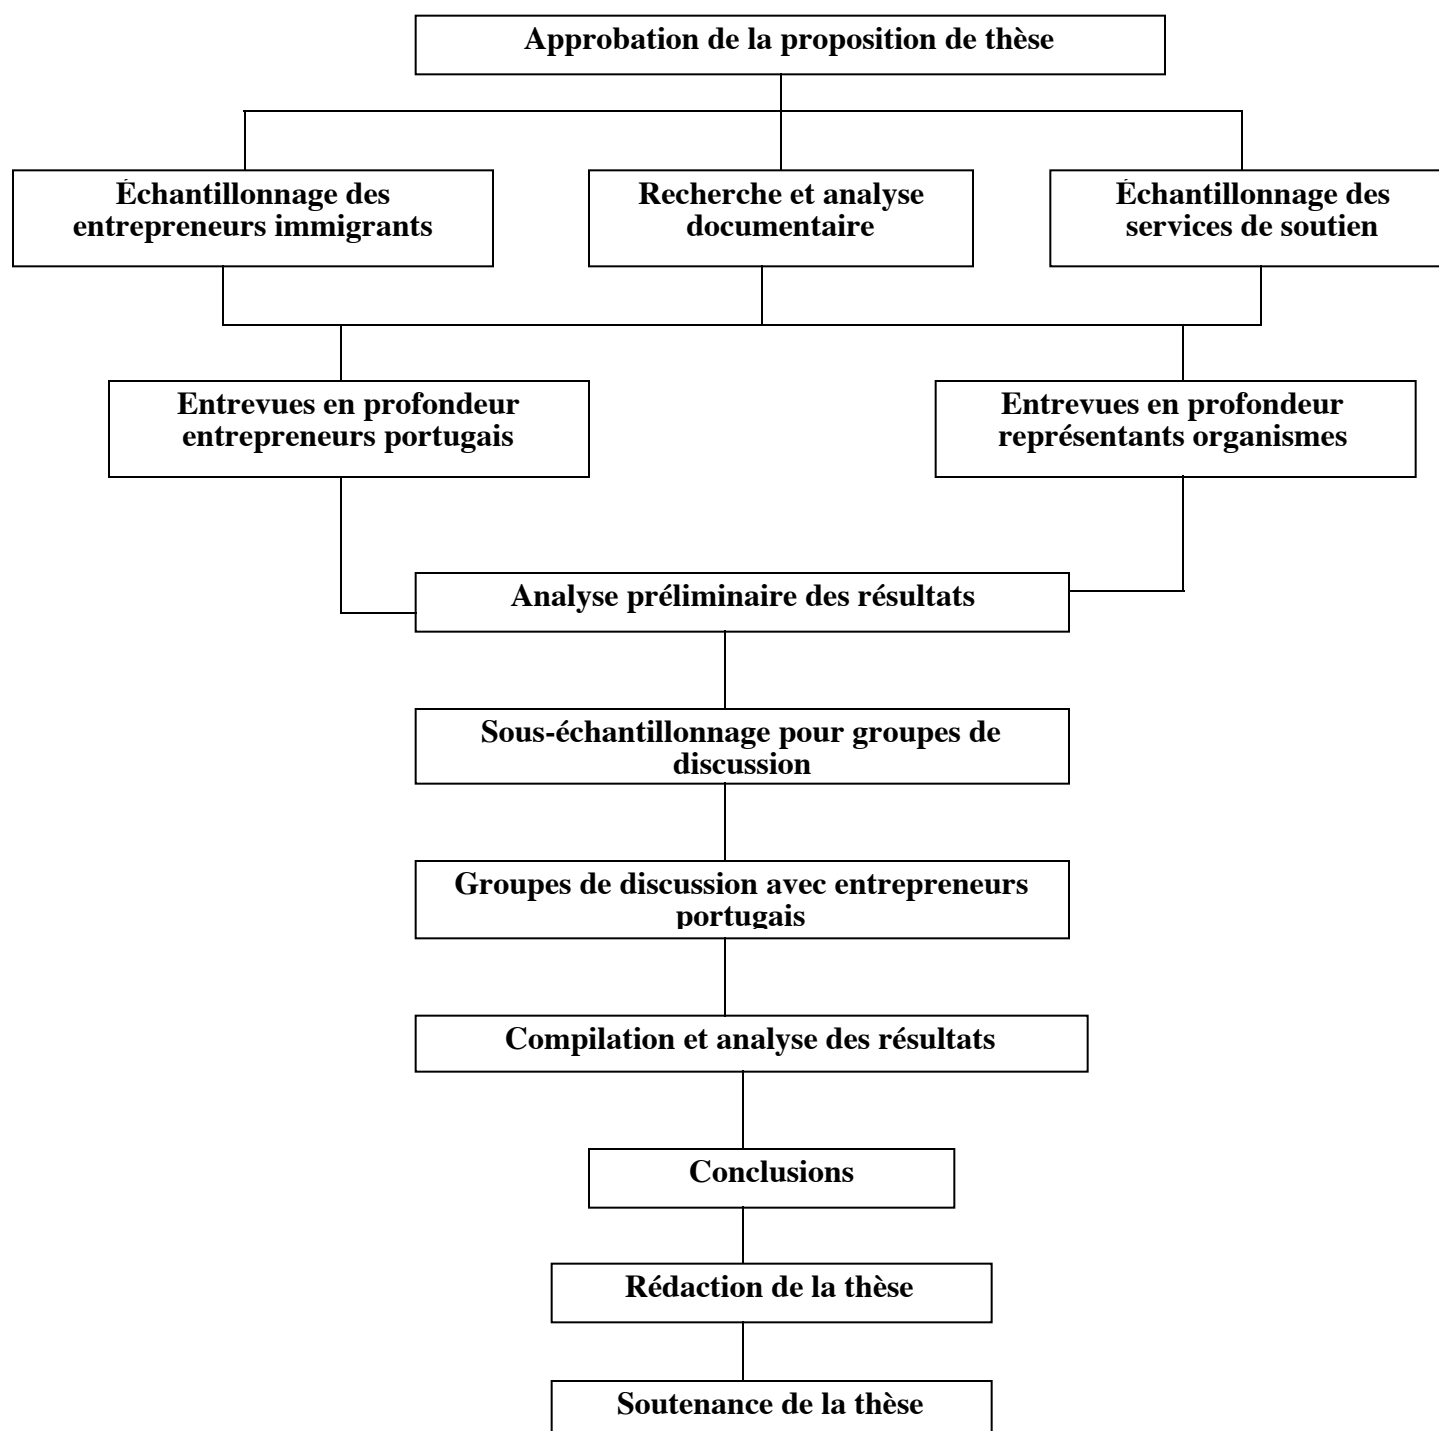 Approbation de la proposition de thèse
Échantillonnage des
entrepreneurs immigrants
Recherche et analyse
documentaire
Échantillonnage des
services de soutien
Entrevues en profondeur
entrepreneurs portugais
Entrevues en profondeur
représentants organismes
Analyse préliminaire des résultats
Sous-échantillonnage pour groupes de
discussion
Groupes de discussion avec entrepreneurs
portugais
Compilation et analyse des résultats
Conclusions
Rédaction de la thèse
Soutenance de la thèse